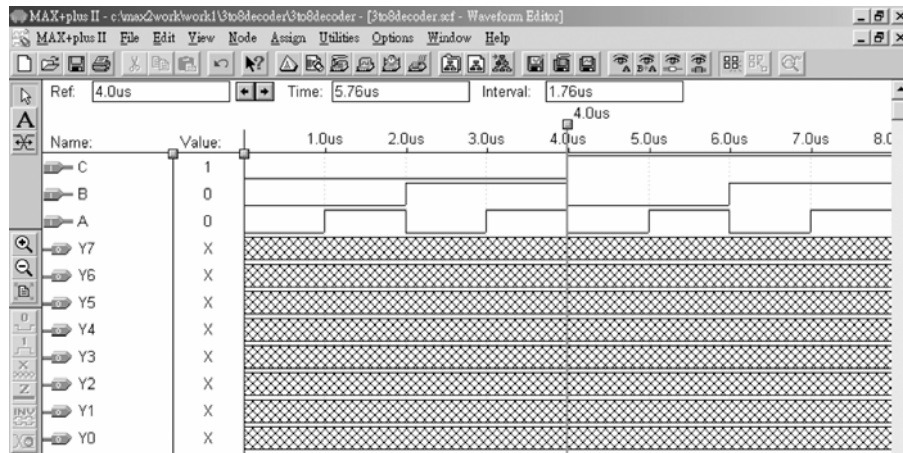 MAX+plus II - c:\max2work\work1\3to8decoder\3to8decoder - [3to8decoder.scf - Waveform Editor]
MAX+plus II File Edit View Node Assign Utilities Options Window Help
Ref: 4.0us Time: 5.76us Interval: 1.76us
4.0us
Name: Value: 1.0us 2.0us 3.0us 4.0us 5.0us 6.0us 7.0us 8.0
C 1
B 0
A 0
Y7 X
Y6 X
Y5 X
Y4 X
Y3 X
Y2 X
Y1 X
Y0 X
A
0
1
X
Z
INV